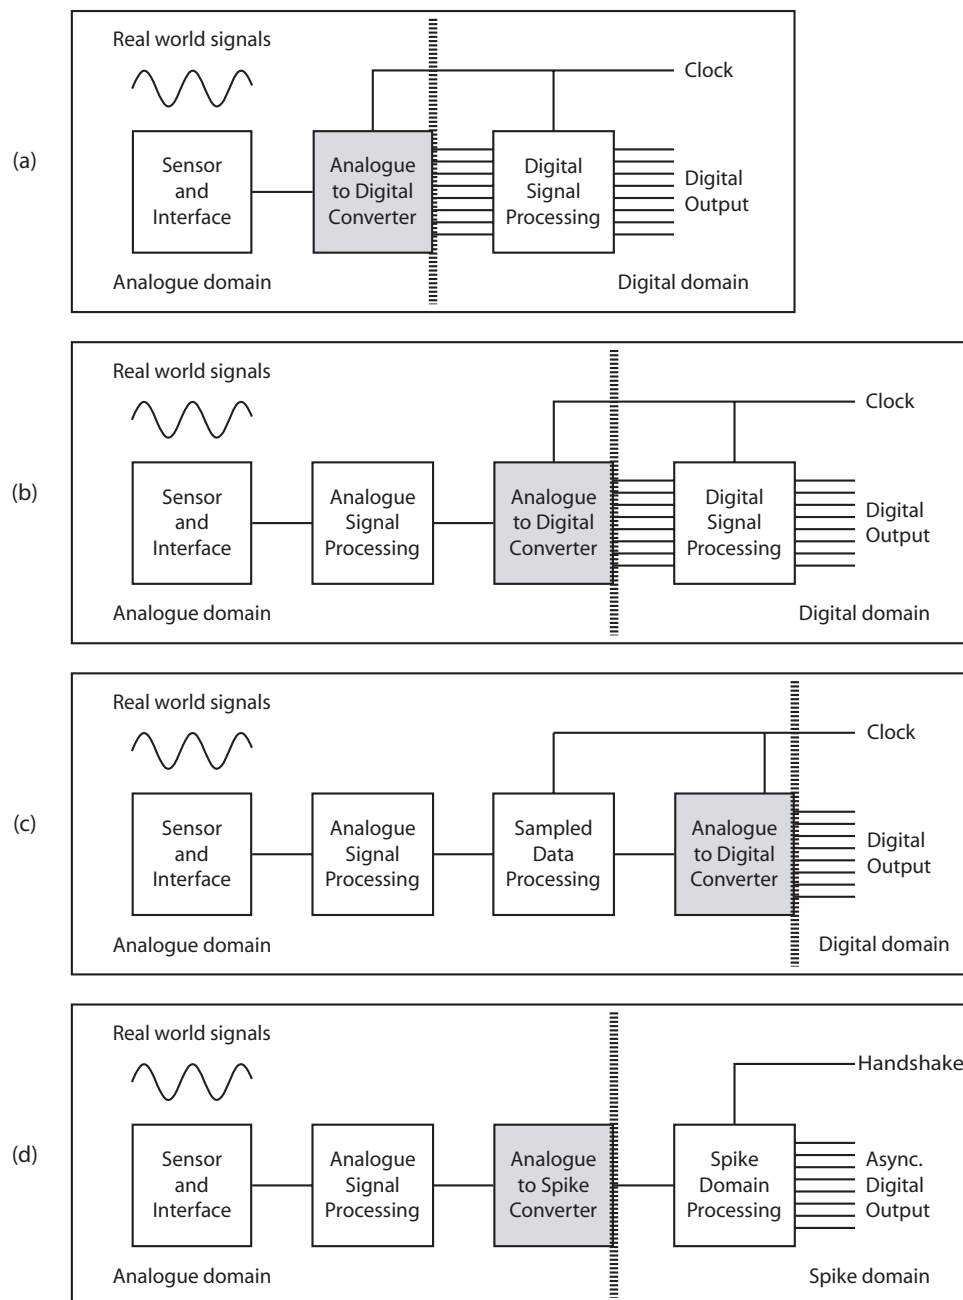 (a)
Real world signals
Clock
Sensor
and
Interface
Analogue
to Digital
Converter
Digital
Signal
Processing
Digital
Output
Analogue domain
Digital domain
(b)
Real world signals
Clock
Sensor
and
Interface
Analogue
Signal
Processing
Analogue
to Digital
Converter
Digital
Signal
Processing
Digital
Output
Analogue domain
Digital domain
(c)
Real world signals
Clock
Sensor
and
Interface
Analogue
Signal
Processing
Sampled
Data
Processing
Analogue
to Digital
Converter
Digital
Output
Analogue domain
Digital domain
(d)
Real world signals
Handshake
Sensor
and
Interface
Analogue
Signal
Processing
Analogue
to Spike
Converter
Spike
Domain
Processing
Async.
Digital
Output
Analogue domain
Spike domain